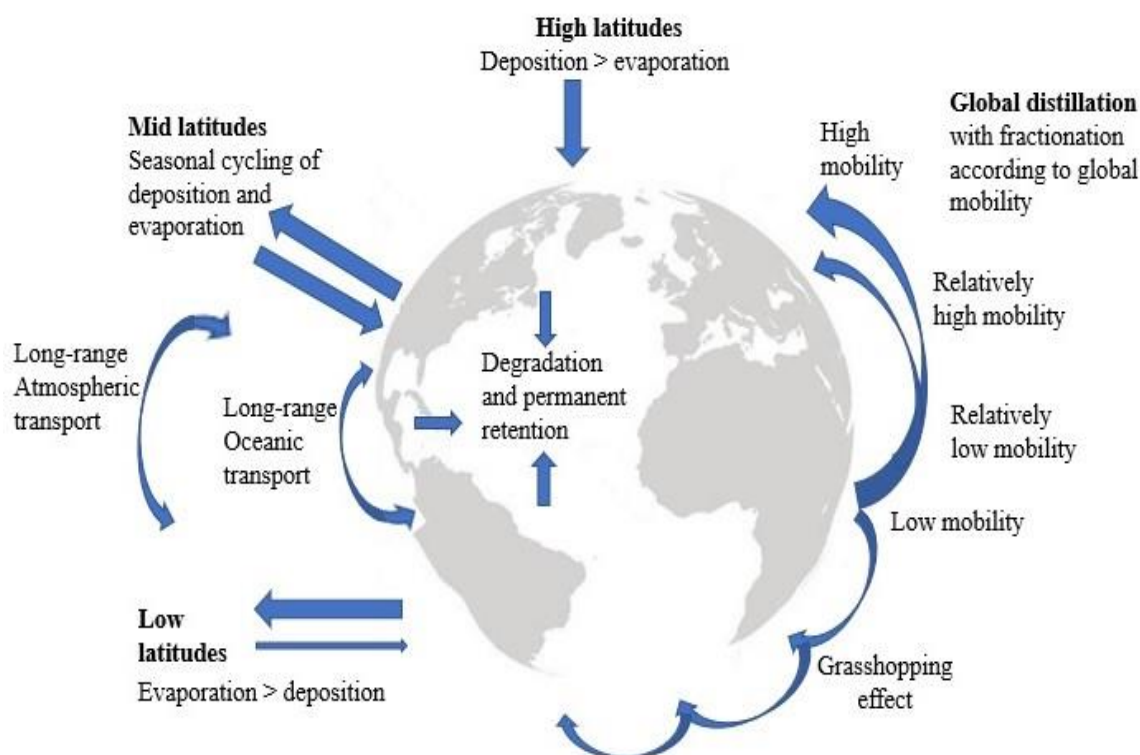 High latitudes
Deposition > evaporation
Mid latitudes
Seasonal cycling of
deposition and
evaporation
High
mobility
Global distillation
with fractionation
according to global
mobility
Relatively
high mobility
Long-range
Atmospheric
transport
Long-range
Oceanic
transport
Degradation
and permanent
retention
Relatively
low mobility
Low mobility
Low
latitudes
Evaporation > deposition
Grasshopping
effect